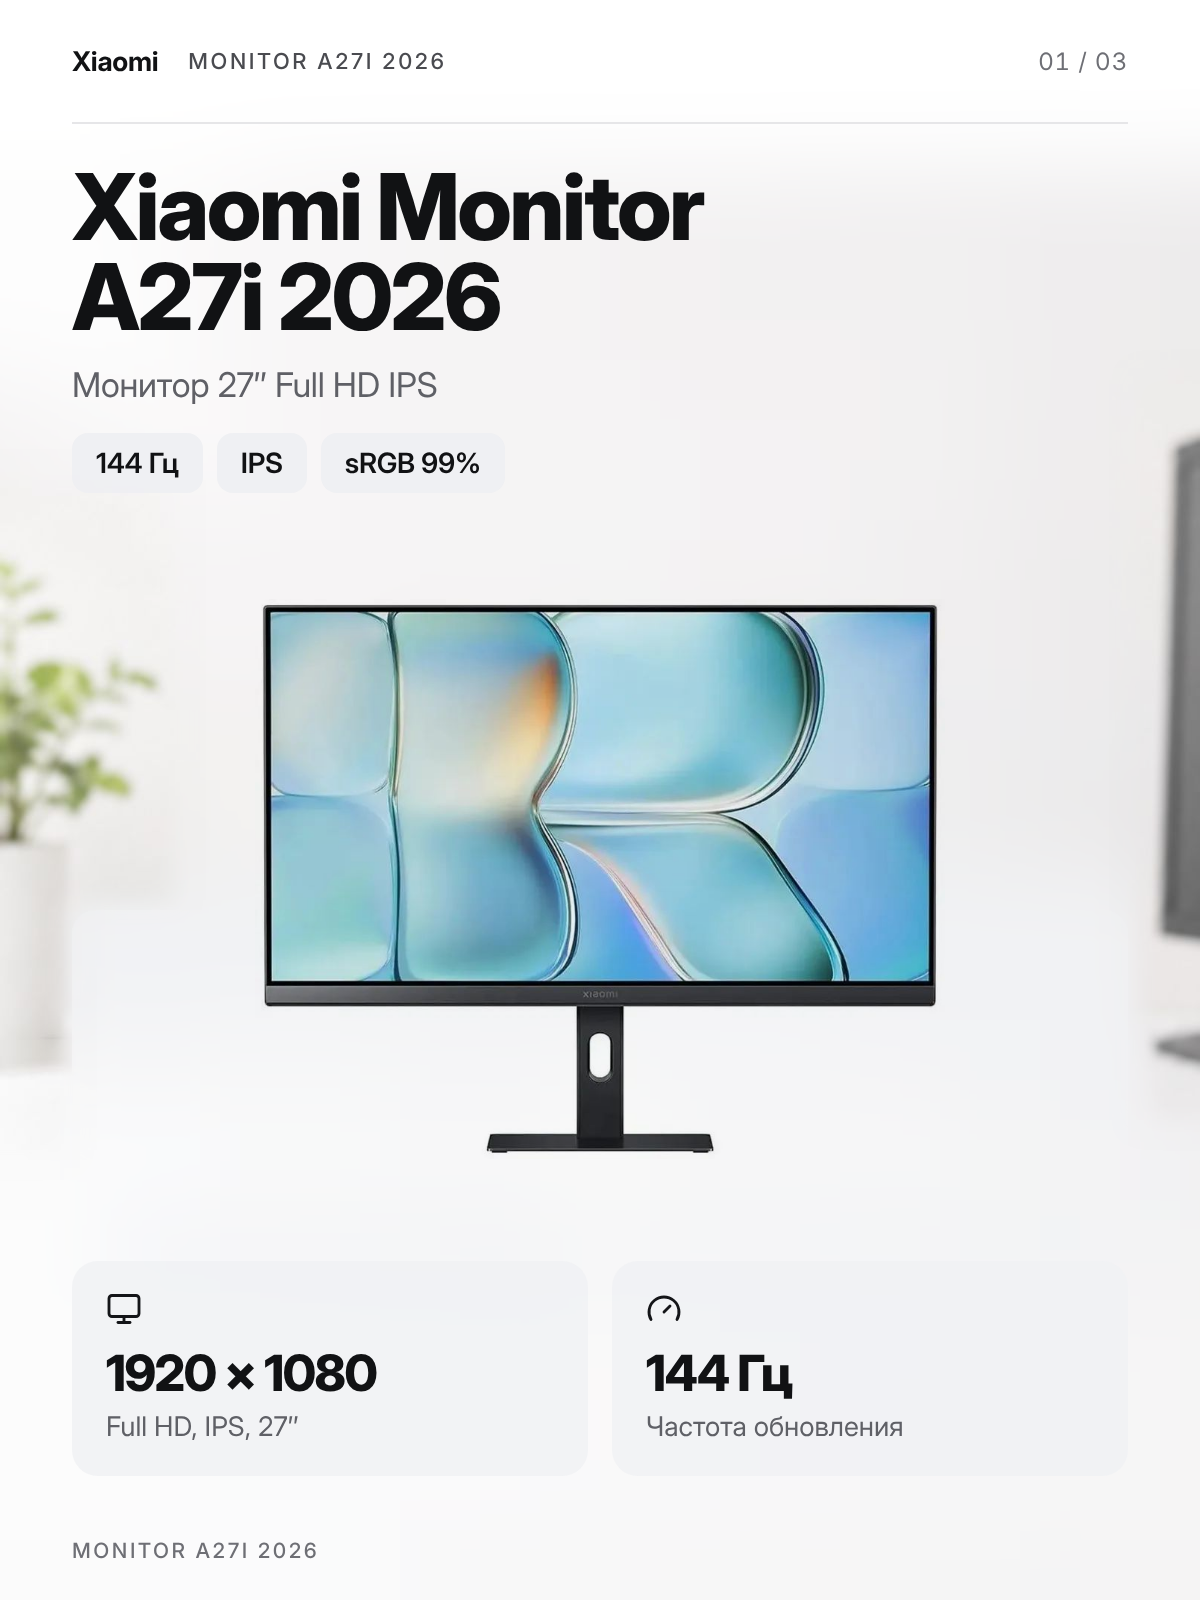 Xiaomi MONITOR A27I 2026 01 / 03
Xiaomi Monitor
A27i 2026
Монитор 27″ Full HD IPS
144 Гц IPS sRGB 99%
xiaomi
1920 × 1080
Full HD, IPS, 27″
144 Гц
Частота обновления
MONITOR A27I 2026